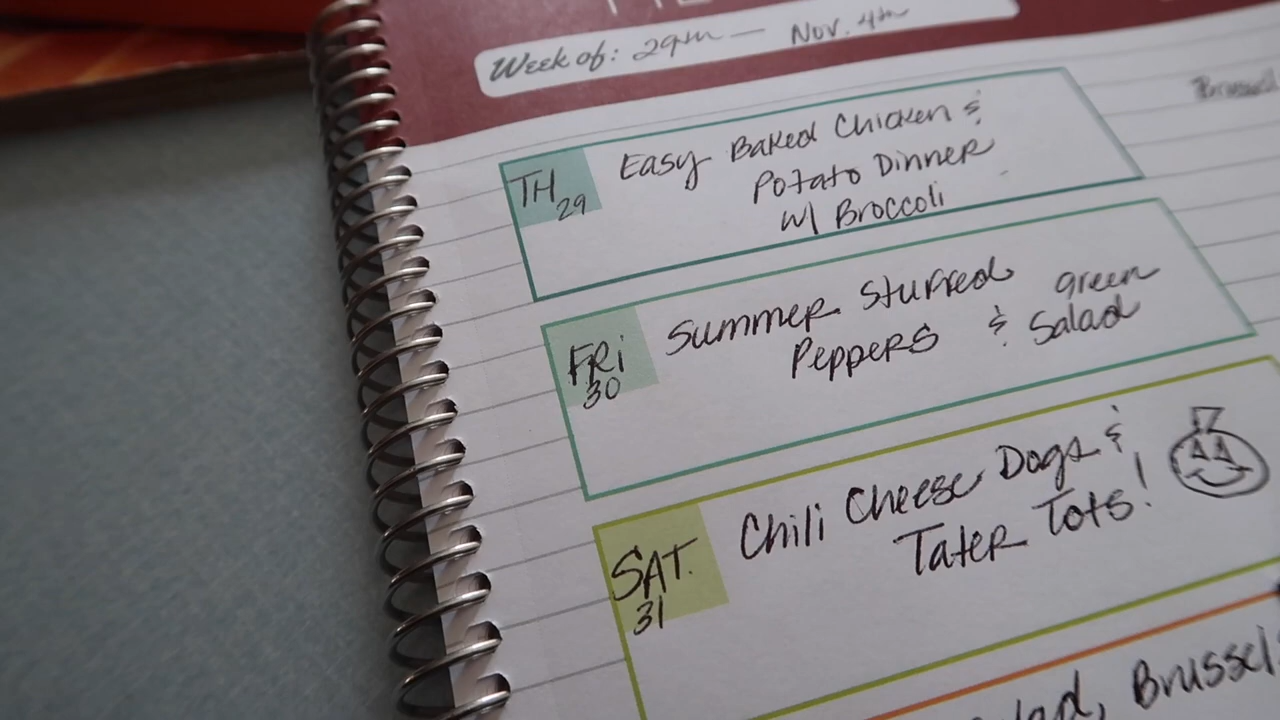 Week of: 29th — Nov. 4th
TH 29
Easy Baked Chicken &
Potato Dinner
w/ Broccoli
FRi 30
Summer Stuffed
Peppers & green
Salad
SAT. 31
Chili Cheese Dogs &
Tater Tots!